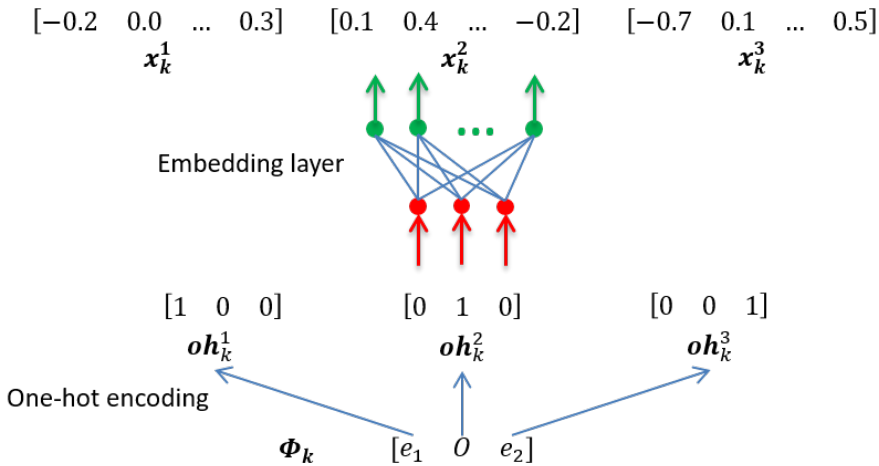 [−0.2 0.0 ... 0.3] [0.1 0.4 ... −0.2] [−0.7 0.1 ... 0.5]
x_k^1 x_k^2 x_k^3
...
Embedding layer
[1 0 0] [0 1 0] [0 0 1]
oh_k^1 oh_k^2 oh_k^3
One-hot encoding
Φ_k [e_1 O e_2]